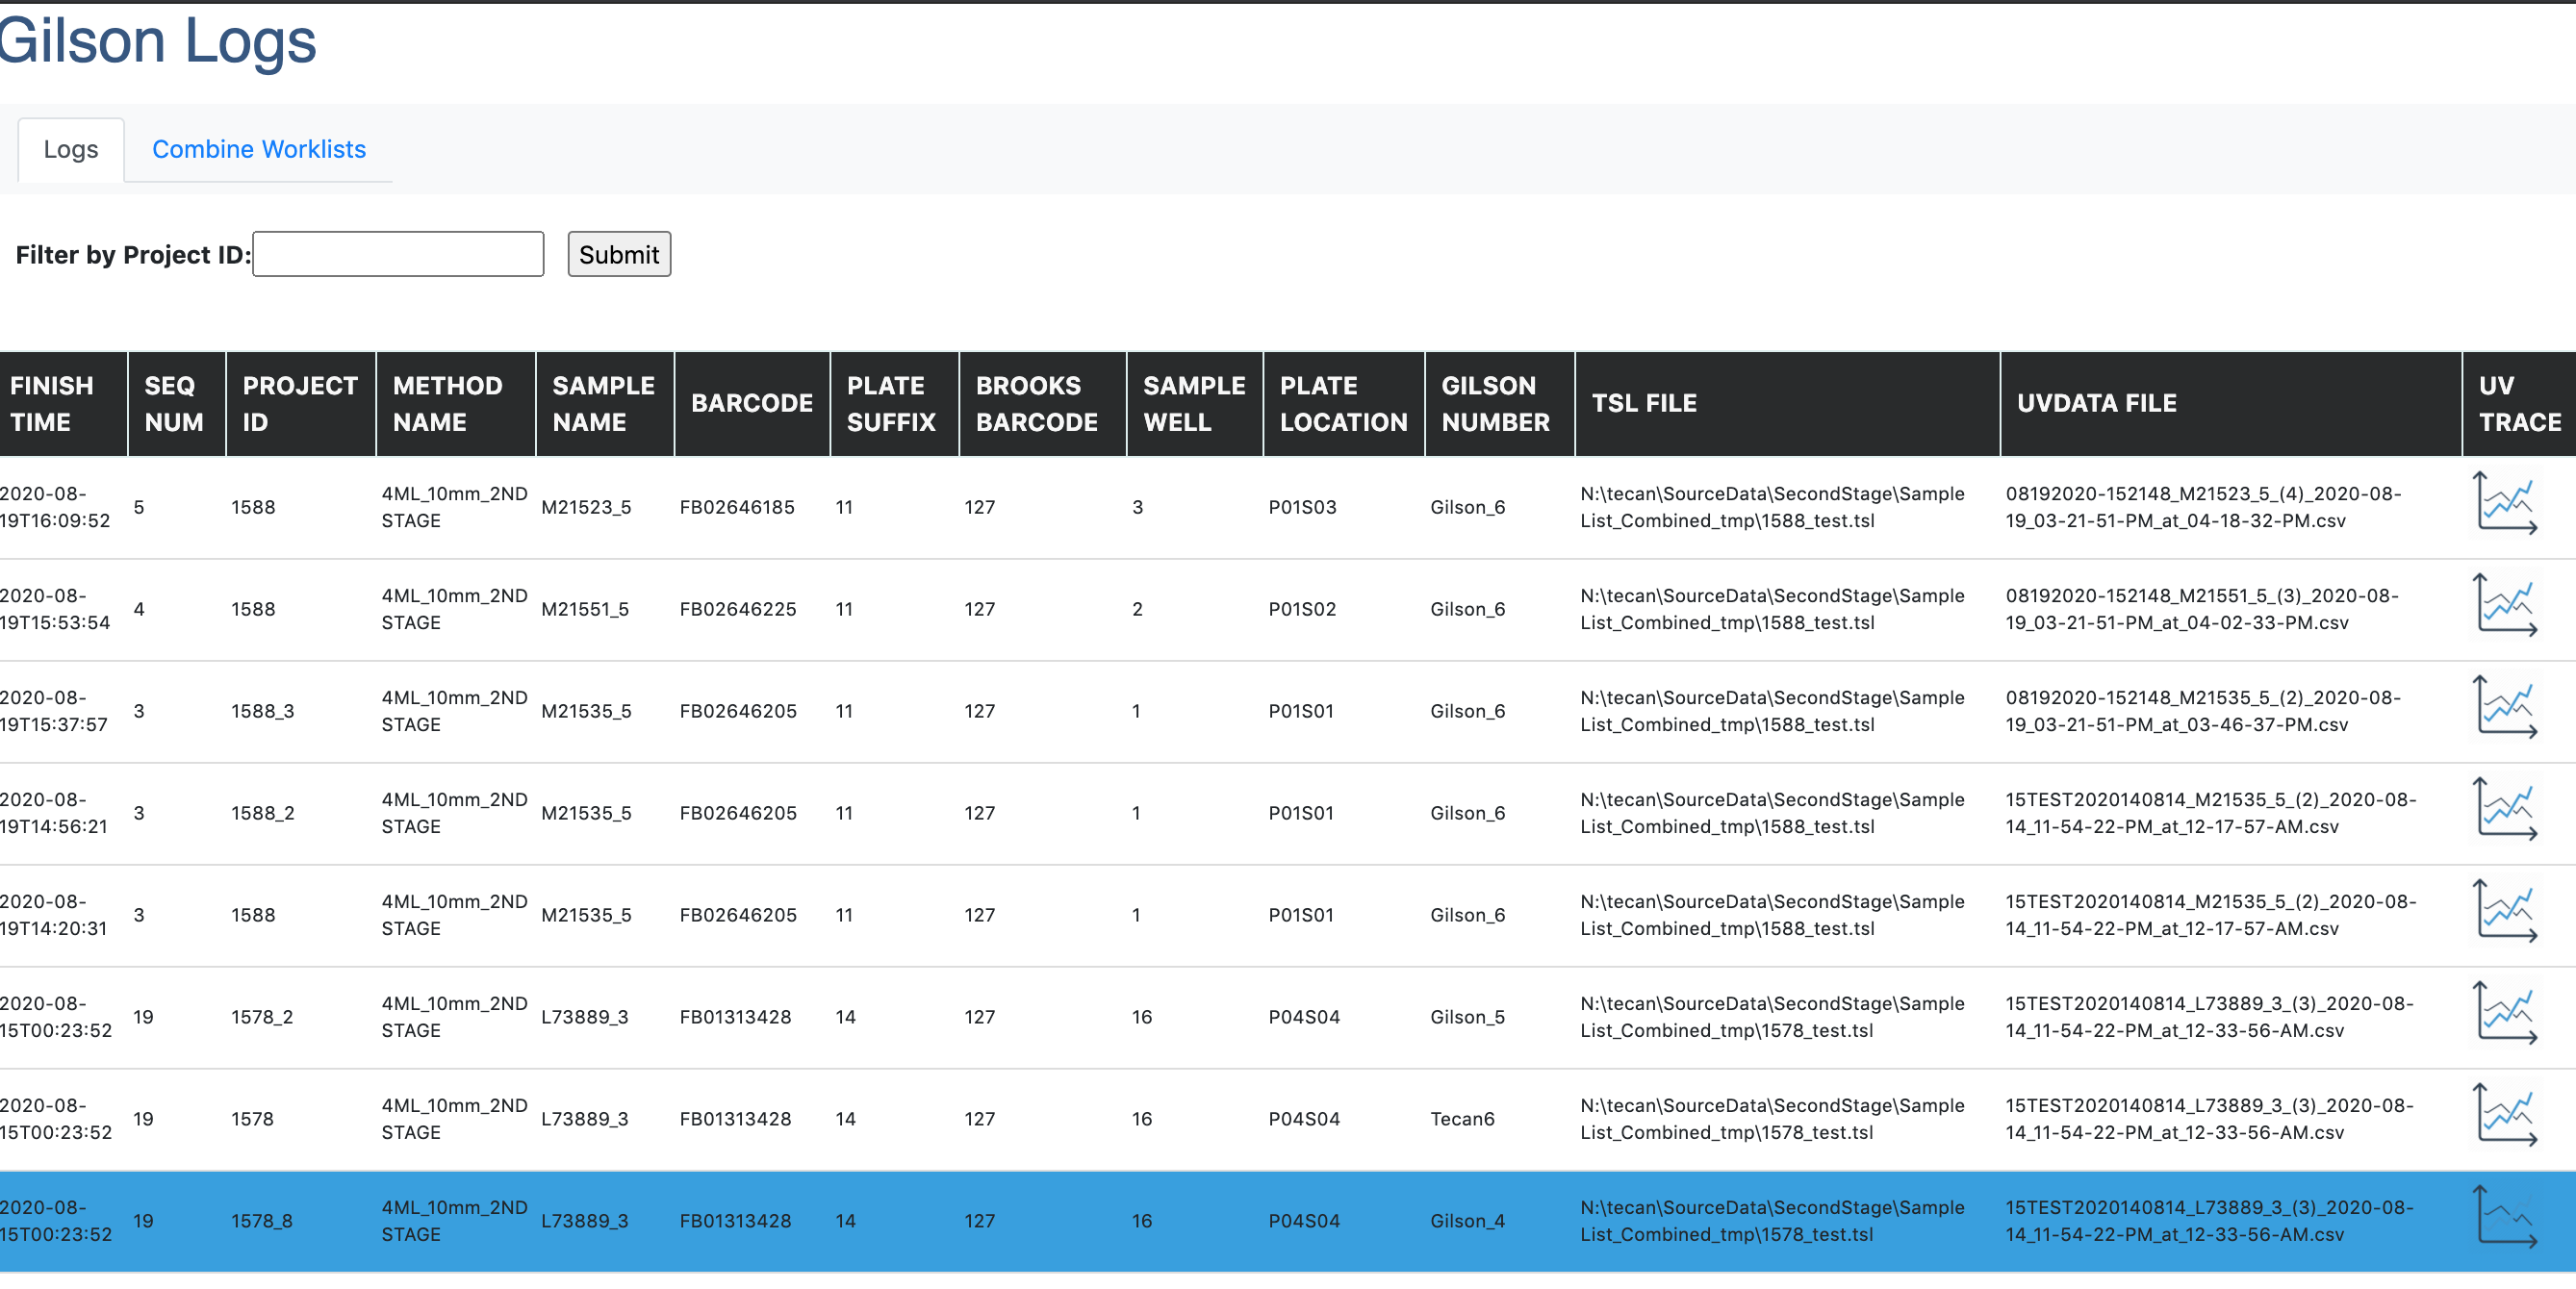 Gilson Logs
Logs Combine Worklists
Filter by Project ID: Submit
FINISH TIME SEQ NUM PROJECT ID METHOD NAME SAMPLE NAME BARCODE PLATE SUFFIX BROOKS BARCODE SAMPLE WELL PLATE LOCATION GILSON NUMBER TSL FILE UVDATA FILE UV TRACE
2020-08-19T16:09:52 5 1588 4ML_10mm_2ND STAGE M21523_5 FB02646185 11 127 3 P01S03 Gilson_6 N:\tecan\SourceData\SecondStage\Sample List_Combined_tmp\1588_test.tsl 08192020-152148_M21523_5_(4)_2020-08-19_03-21-51-PM_at_04-18-32-PM.csv
2020-08-19T15:53:54 4 1588 4ML_10mm_2ND STAGE M21551_5 FB02646225 11 127 2 P01S02 Gilson_6 N:\tecan\SourceData\SecondStage\Sample List_Combined_tmp\1588_test.tsl 08192020-152148_M21551_5_(3)_2020-08-19_03-21-51-PM_at_04-02-33-PM.csv
2020-08-19T15:37:57 3 1588_3 4ML_10mm_2ND STAGE M21535_5 FB02646205 11 127 1 P01S01 Gilson_6 N:\tecan\SourceData\SecondStage\Sample List_Combined_tmp\1588_test.tsl 08192020-152148_M21535_5_(2)_2020-08-19_03-21-51-PM_at_03-46-37-PM.csv
2020-08-19T14:56:21 3 1588_2 4ML_10mm_2ND STAGE M21535_5 FB02646205 11 127 1 P01S01 Gilson_6 N:\tecan\SourceData\SecondStage\Sample List_Combined_tmp\1588_test.tsl 15TEST2020140814_M21535_5_(2)_2020-08-14_11-54-22-PM_at_12-17-57-AM.csv
2020-08-19T14:20:31 3 1588 4ML_10mm_2ND STAGE M21535_5 FB02646205 11 127 1 P01S01 Gilson_6 N:\tecan\SourceData\SecondStage\Sample List_Combined_tmp\1588_test.tsl 15TEST2020140814_M21535_5_(2)_2020-08-14_11-54-22-PM_at_12-17-57-AM.csv
2020-08-15T00:23:52 19 1578_2 4ML_10mm_2ND STAGE L73889_3 FB01313428 14 127 16 P04S04 Gilson_5 N:\tecan\SourceData\SecondStage\Sample List_Combined_tmp\1578_test.tsl 15TEST2020140814_L73889_3_(3)_2020-08-14_11-54-22-PM_at_12-33-56-AM.csv
2020-08-15T00:23:52 19 1578 4ML_10mm_2ND STAGE L73889_3 FB01313428 14 127 16 P04S04 Tecan6 N:\tecan\SourceData\SecondStage\Sample List_Combined_tmp\1578_test.tsl 15TEST2020140814_L73889_3_(3)_2020-08-14_11-54-22-PM_at_12-33-56-AM.csv
2020-08-15T00:23:52 19 1578_8 4ML_10mm_2ND STAGE L73889_3 FB01313428 14 127 16 P04S04 Gilson_4 N:\tecan\SourceData\SecondStage\Sample List_Combined_tmp\1578_test.tsl 15TEST2020140814_L73889_3_(3)_2020-08-14_11-54-22-PM_at_12-33-56-AM.csv